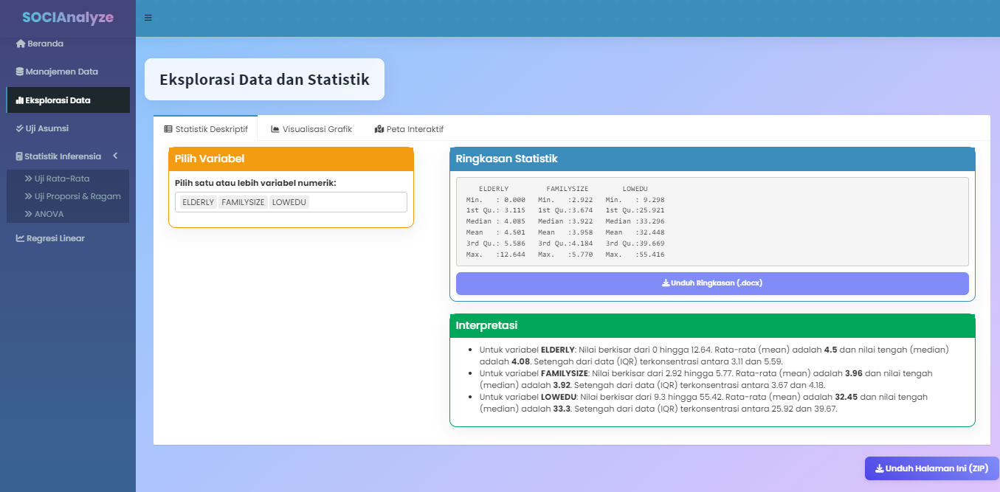 SOCIAnalyze
Beranda
Manajemen Data
Eksplorasi Data
Uji Asumsi
Statistik Inferensia
Uji Rata-Rata
Uji Proporsi & Ragam
ANOVA
Regresi Linear
Eksplorasi Data dan Statistik
Statistik Deskriptif Visualisasi Grafik Peta Interaktif
Pilih Variabel
Pilih satu atau lebih variabel numerik:
ELDERLY FAMILYSIZE LOWEDU
Ringkasan Statistik
ELDERLY FAMILYSIZE LOWEDU
Min. : 0.000 Min. :2.922 Min. : 9.298
1st Qu.: 3.115 1st Qu.:3.674 1st Qu.:25.921
Median : 4.085 Median :3.922 Median :33.296
Mean : 4.501 Mean :3.958 Mean :32.448
3rd Qu.: 5.586 3rd Qu.:4.184 3rd Qu.:39.669
Max. :12.644 Max. :5.770 Max. :55.416
Unduh Ringkasan (.docx)
Interpretasi
• Untuk variabel ELDERLY: Nilai berkisar dari 0 hingga 12.64. Rata-rata (mean) adalah 4.5 dan nilai tengah (median)
adalah 4.08. Setengah dari data (IQR) terkonsentrasi antara 3.11 dan 5.59.
• Untuk variabel FAMILYSIZE: Nilai berkisar dari 2.92 hingga 5.77. Rata-rata (mean) adalah 3.96 dan nilai tengah
(median) adalah 3.92. Setengah dari data (IQR) terkonsentrasi antara 3.67 dan 4.18.
• Untuk variabel LOWEDU: Nilai berkisar dari 9.3 hingga 55.42. Rata-rata (mean) adalah 32.45 dan nilai tengah
(median) adalah 33.3. Setengah dari data (IQR) terkonsentrasi antara 25.92 dan 39.67.
Unduh Halaman Ini (ZIP)